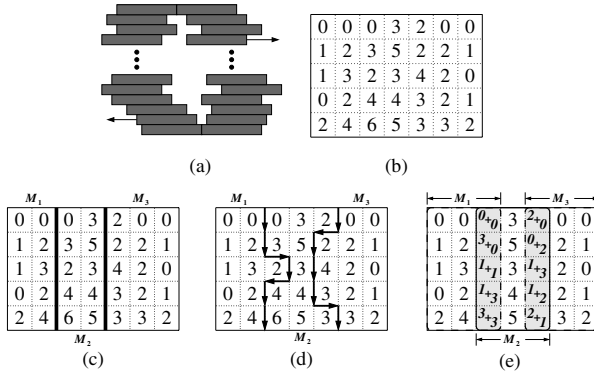 0 0 0 3 2 0 0
1 2 3 5 2 2 1
1 3 2 3 4 2 0
0 2 4 4 3 2 1
2 4 6 5 3 3 2
(a)
(b)
M1 M3
0 0 0 3 2 0 0
1 2 3 5 2 2 1
1 3 2 3 4 2 0
0 2 4 4 3 2 1
2 4 6 5 3 3 2
M2
(c)
M1 M3
0 0 0 3 2 0 0
1 2 3 5 2 2 1
1 3 2 3 4 2 0
0 2 4 4 3 2 1
2 4 6 5 3 3 2
M2
(d)
M1 M3
0 0 0+0 3 2+0 0 0
1 2 3+0 5 0+2 2 1
1 3 1+1 3 1+3 2 0
0 2 1+3 4 1+2 2 1
2 4 3+3 5 2+1 3 2
M2
(e)